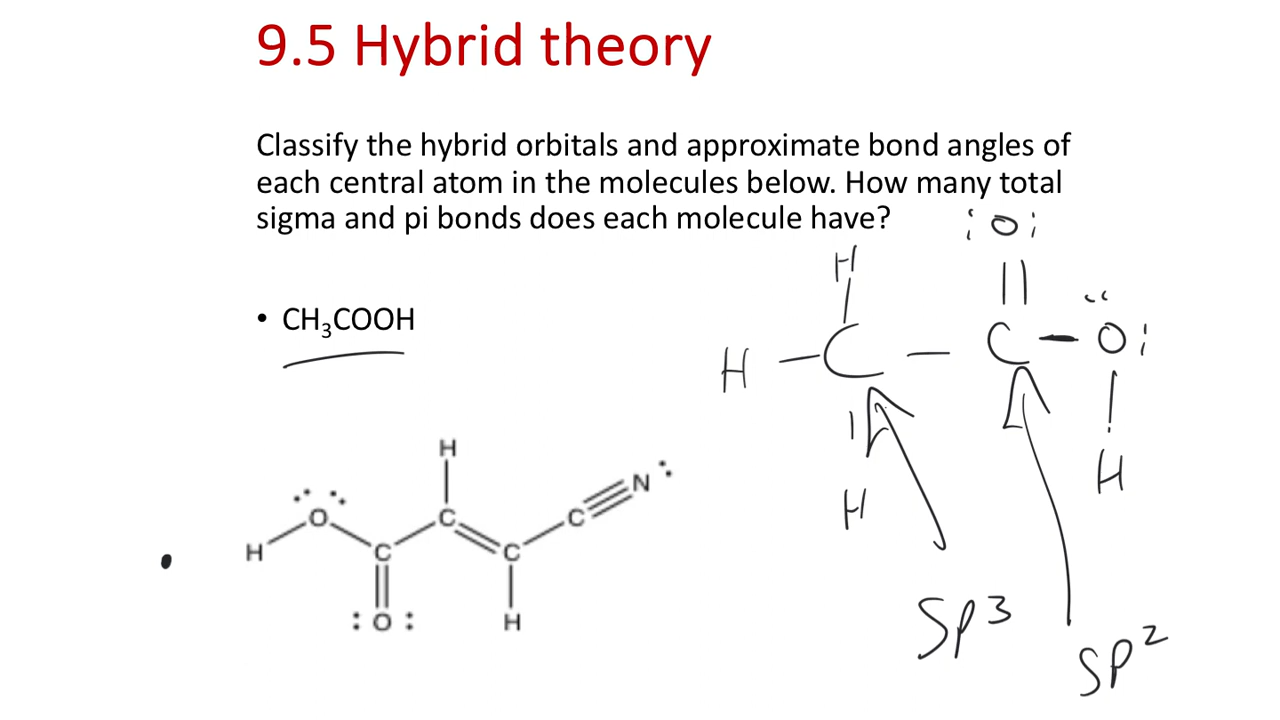 9.5 Hybrid theory
Classify the hybrid orbitals and approximate bond angles of
each central atom in the molecules below. How many total
sigma and pi bonds does each molecule have?
• CH₃COOH
:O:
||
H
H – C – C – O:
H
H
sp³
sp²
H
N:
O
C
C
H
C
C
:O:
H